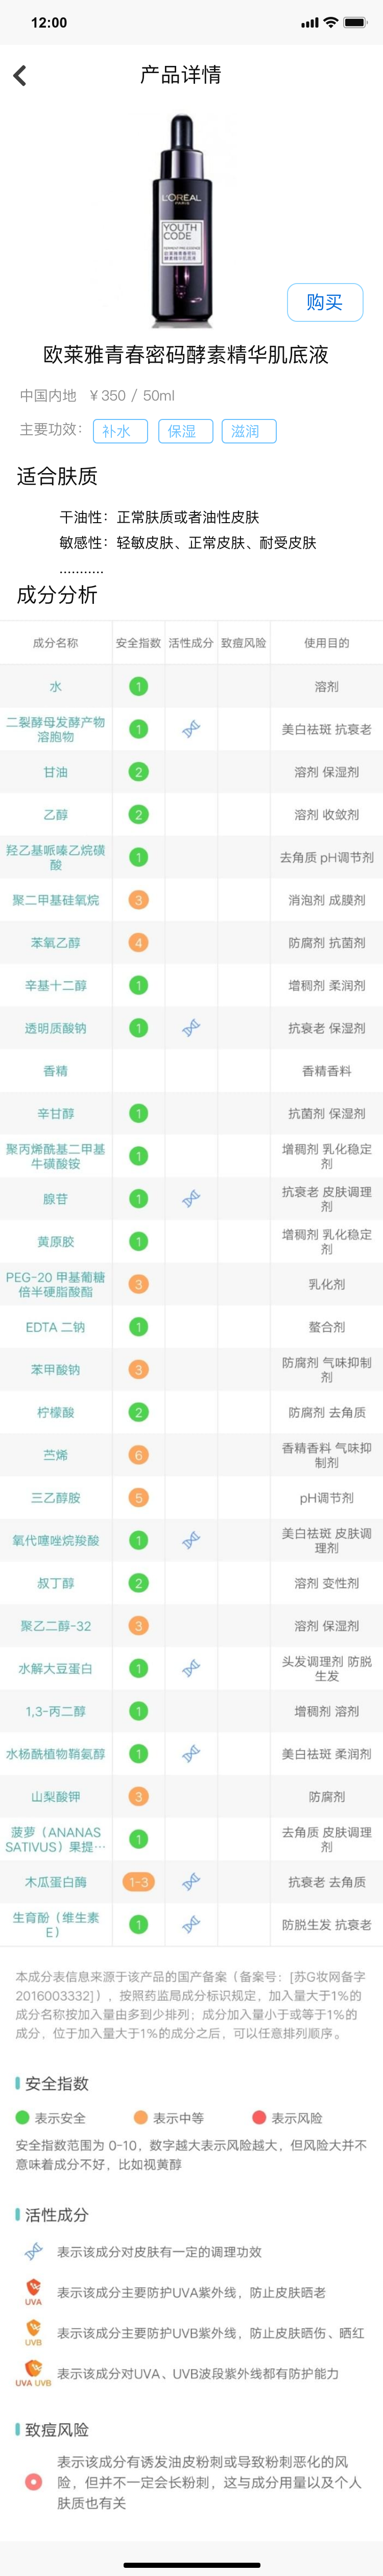 12:00
产品详情
L'ORÉAL
PARIS
YOUTH
CODE
购买
欧莱雅青春密码酵素精华肌底液
中国内地 ￥350 / 50ml
主要功效： 补水 保湿 滋润
适合肤质
干油性：正常肤质或者油性皮肤
敏感性：轻敏皮肤、正常皮肤、耐受皮肤
...........
成分分析
成分名称 安全指数 活性成分 致痘风险 使用目的
水 1 溶剂
二裂酵母发酵产物
溶胞物 1 美白祛斑 抗衰老
甘油 2 溶剂 保湿剂
乙醇 2 溶剂 收敛剂
羟乙基哌嗪乙烷磺
酸 1 去角质 pH调节剂
聚二甲基硅氧烷 3 消泡剂 成膜剂
苯氧乙醇 4 防腐剂 抗菌剂
辛基十二醇 1 增稠剂 柔润剂
透明质酸钠 1 抗衰老 保湿剂
香精 香精香料
辛甘醇 1 抗菌剂 保湿剂
聚丙烯酰基二甲基 1 增稠剂 乳化稳定
牛磺酸铵 剂
腺苷 1 抗衰老 皮肤调理
剂
黄原胶 1 增稠剂 乳化稳定
剂
PEG-20 甲基葡糖
倍半硬脂酸酯 3 乳化剂
EDTA 二钠 1 螯合剂
苯甲酸钠 3 防腐剂 气味抑制
剂
柠檬酸 2 防腐剂 去角质
苎烯 6 香精香料 气味抑
制剂
三乙醇胺 5 pH调节剂
氧代噻唑烷羧酸 1 美白祛斑 皮肤调
理剂
叔丁醇 2 溶剂 变性剂
聚乙二醇-32 3 溶剂 保湿剂
水解大豆蛋白 1 头发调理剂 防脱
生发
1,3-丙二醇 1 增稠剂 溶剂
水杨酰植物鞘氨醇 1 美白祛斑 柔润剂
山梨酸钾 3 防腐剂
菠萝（ANANAS 1 去角质 皮肤调理
SATIVUS）果提… 剂
木瓜蛋白酶 1-3 抗衰老 去角质
生育酚（维生素
E） 1 防脱生发 抗衰老
本成分表信息来源于该产品的国产备案（备案号：[苏G妆网备字
2016003332]），按照药监局成分标识规定，加入量大于1%的
成分名称按加入量由多到少排列；成分加入量小于或等于1%的
成分，位于加入量大于1%的成分之后，可以任意排列顺序。
安全指数
表示安全 表示中等 表示风险
安全指数范围为 0-10，数字越大表示风险越大，但风险大并不
意味着成分不好，比如视黄醇
活性成分
表示该成分对皮肤有一定的调理功效
UVA 表示该成分主要防护UVA紫外线，防止皮肤晒老
UVB 表示该成分主要防护UVB紫外线，防止皮肤晒伤、晒红
UVA UVB 表示该成分对UVA、UVB波段紫外线都有防护能力
致痘风险
表示该成分有诱发油皮粉刺或导致粉刺恶化的风
险，但并不一定会长粉刺，这与成分用量以及个人
肤质也有关